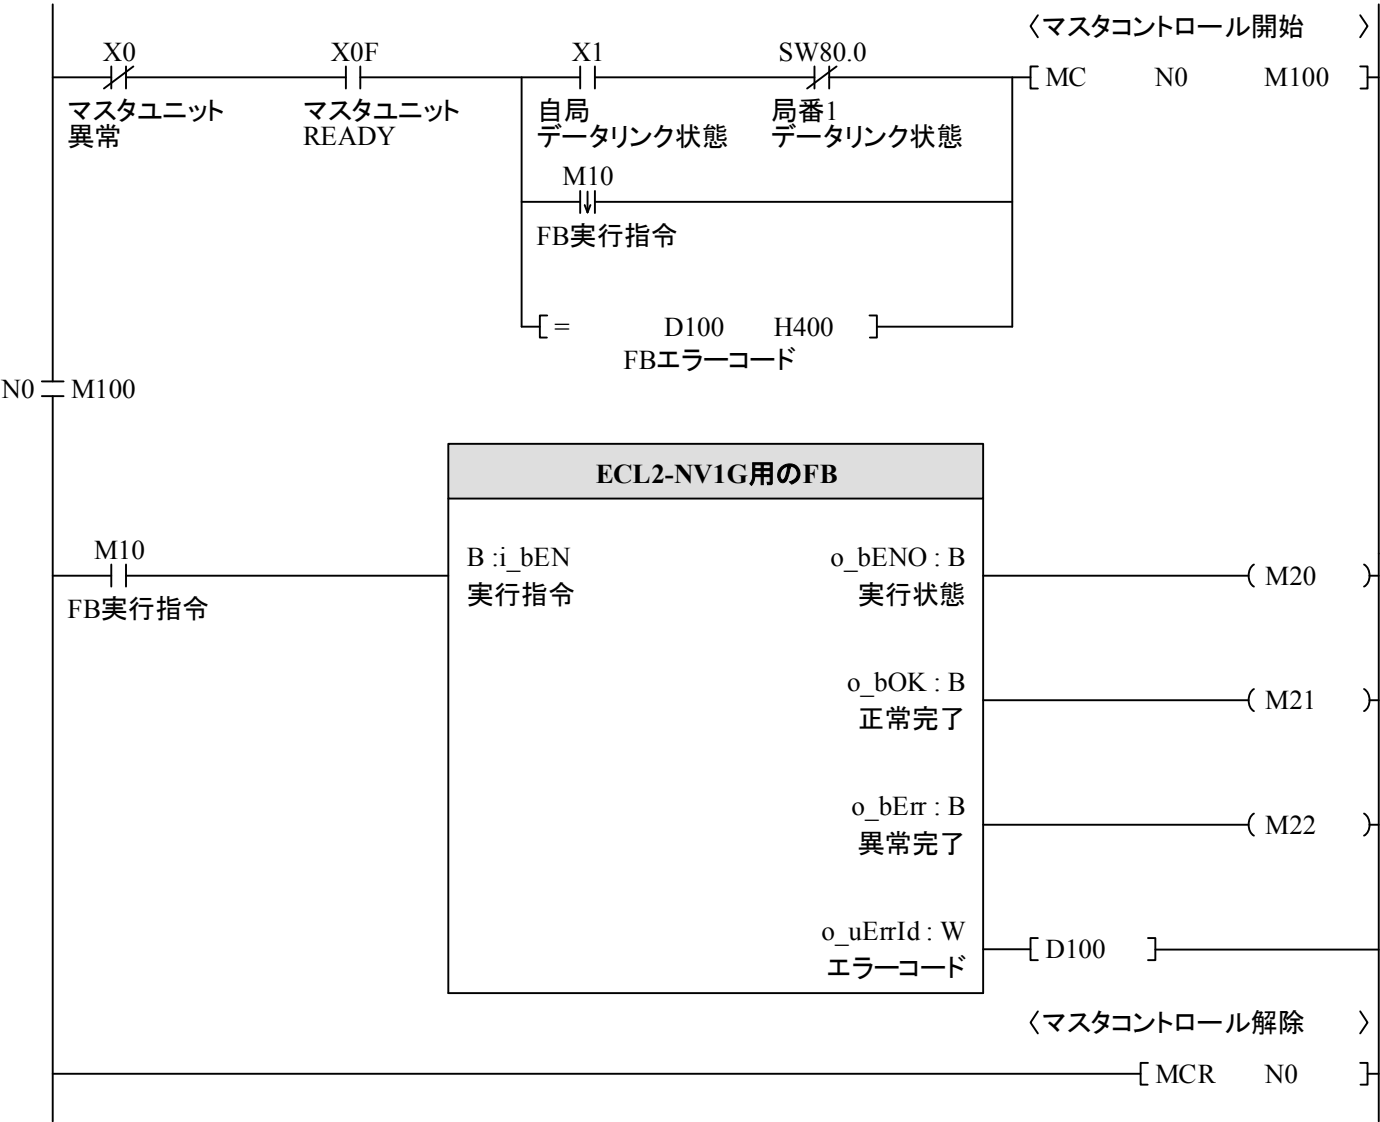 〈マスタコントロール開始 〉
X0 X0F X1 SW80.0
[ MC N0 M100 ]
マスタユニット マスタユニット 自局 局番1
異常 READY データリンク状態 データリンク状態
M10
FB実行指令
[ = D100 H400 ]
FBエラーコード
N0 M100
ECL2-NV1G用のFB
M10 B :i_bEN o_bENO : B
( M20 )
FB実行指令 実行指令 実行状態
o_bOK : B
( M21 )
正常完了
o_bErr : B
( M22 )
異常完了
o_uErrId : W
[ D100 ]
エラーコード
〈マスタコントロール解除 〉
[ MCR N0 ]